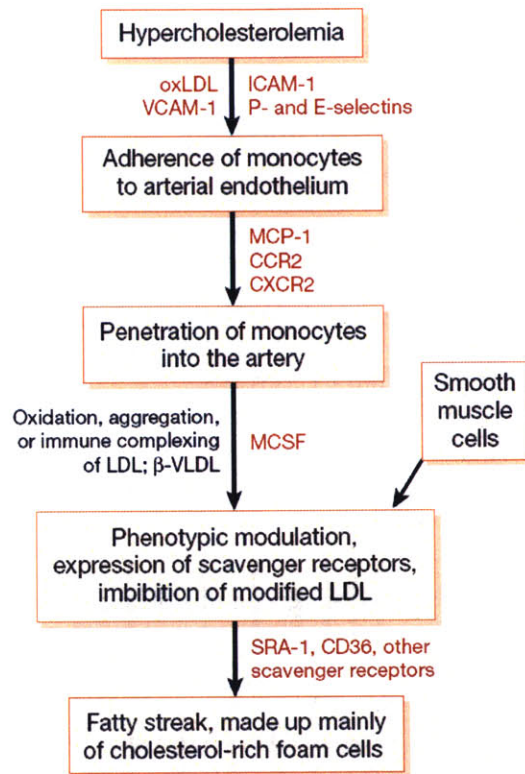 Hypercholesterolemia
oxLDL
VCAM-1
ICAM-1
P- and E-selectins
Adherence of monocytes
to arterial endothelium
MCP-1
CCR2
CXCR2
Penetration of monocytes
into the artery
Smooth
muscle
cells
Oxidation, aggregation,
or immune complexing
of LDL; β-VLDL
MCSF
Phenotypic modulation,
expression of scavenger receptors,
imbibition of modified LDL
SRA-1, CD36, other
scavenger receptors
Fatty streak, made up mainly
of cholesterol-rich foam cells